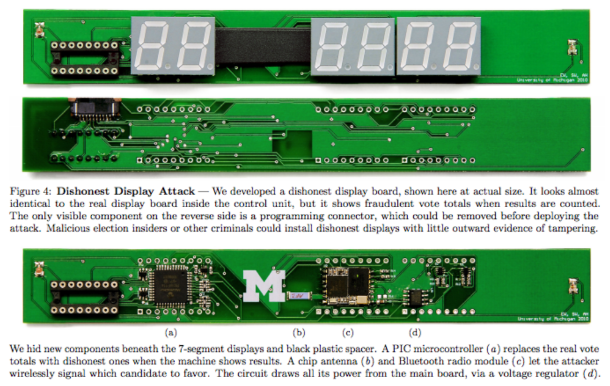 EW, SW, AH
University of Michigan 2010
Figure 4: Dishonest Display Attack — We developed a dishonest display board, shown here at actual size. It looks almost
identical to the real display board inside the control unit, but it shows fraudulent vote totals when results are counted.
The only visible component on the reverse side is a programming connector, which could be removed before deploying the
attack. Malicious election insiders or other criminals could install dishonest displays with little outward evidence of tampering.
M
University of Michigan 2010
(a)
(b)
(c)
(d)
We hid new components beneath the 7-segment displays and black plastic spacer. A PIC microcontroller (a) replaces the real vote
totals with dishonest ones when the machine shows results. A chip antenna (b) and Bluetooth radio module (c) let the attacker
wirelessly signal which candidate to favor. The circuit draws all its power from the main board, via a voltage regulator (d).